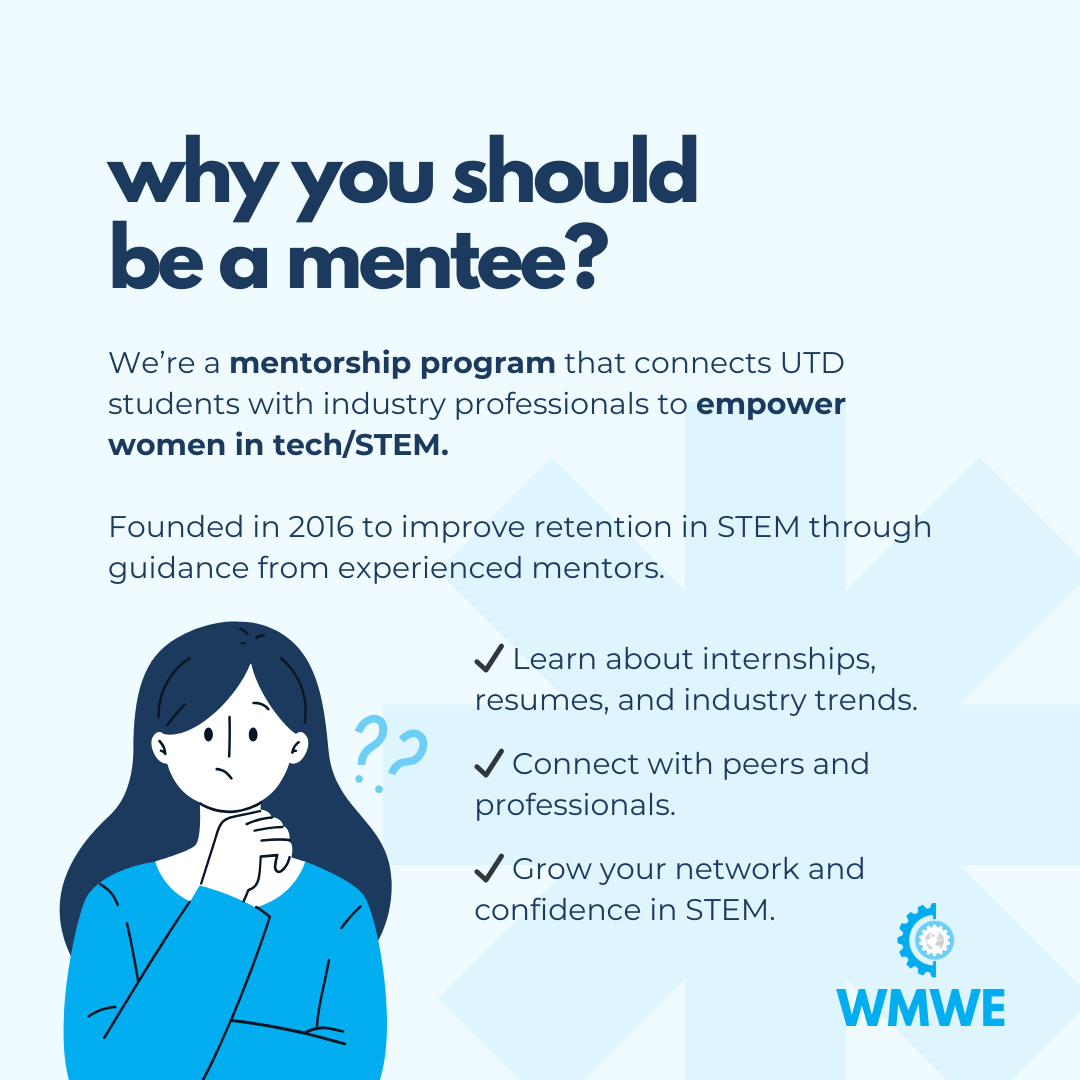 why you should
be a mentee?
We’re a mentorship program that connects UTD
students with industry professionals to empower
women in tech/STEM.
Founded in 2016 to improve retention in STEM through
guidance from experienced mentors.
✓ Learn about internships,
resumes, and industry trends.
✓ Connect with peers and
professionals.
✓ Grow your network and
confidence in STEM.
??
WMWE